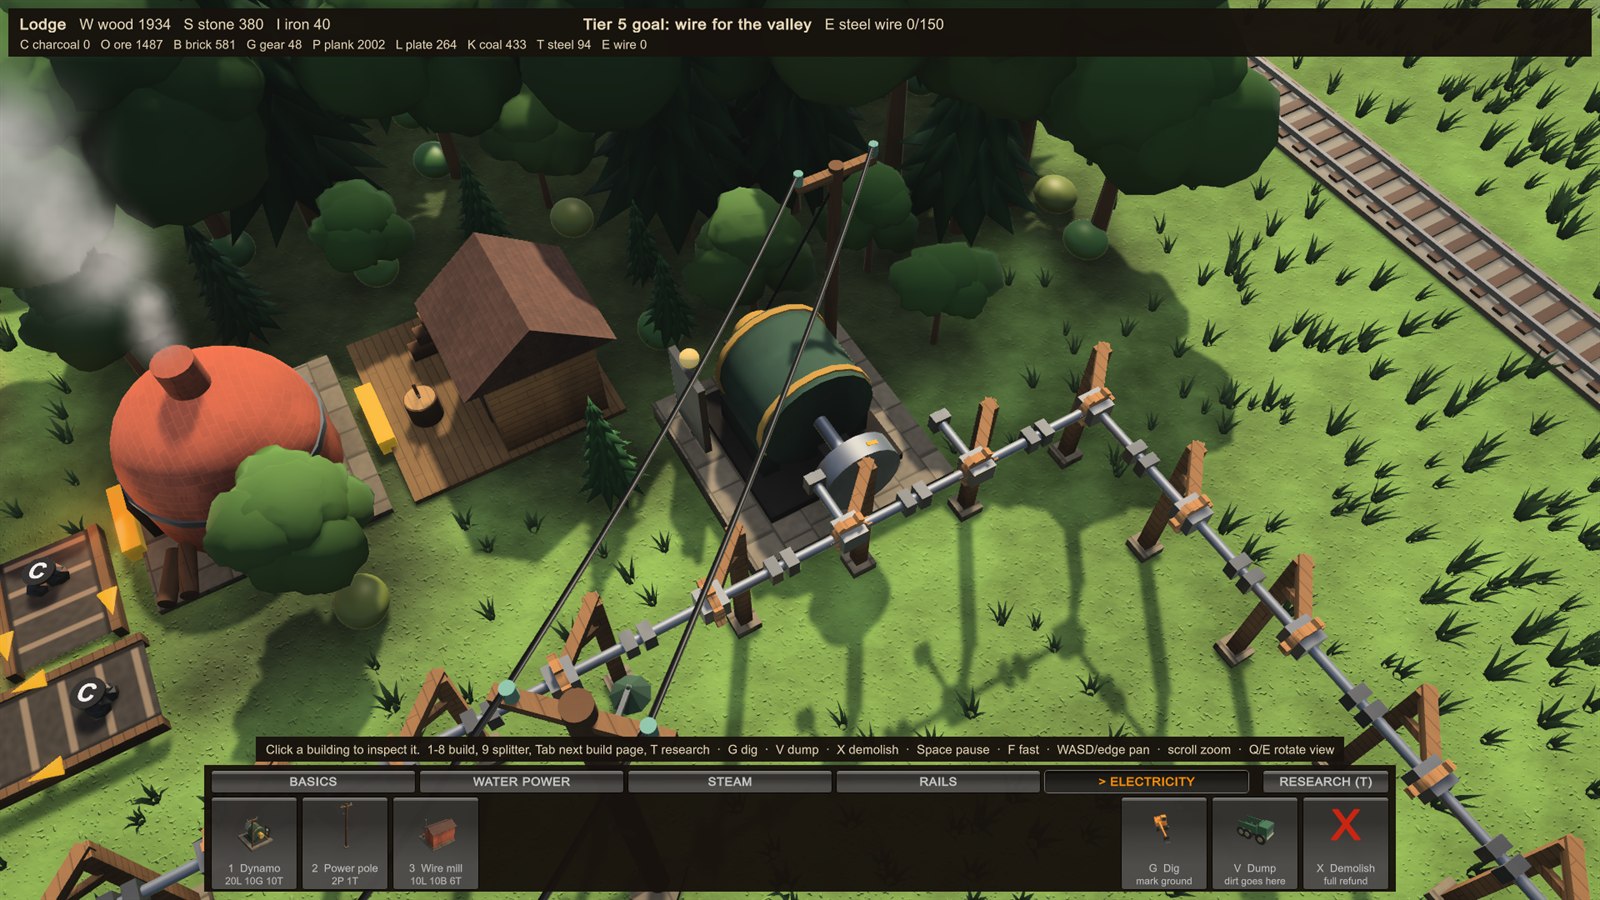 Lodge W wood 1934 S stone 380 I iron 40
Tier 5 goal: wire for the valley E steel wire 0/150
C charcoal 0 O ore 1487 B brick 581 G gear 48 P plank 2002 L plate 264 K coal 433 T steel 94 E wire 0
C
C
Click a building to inspect it. 1-8 build, 9 splitter, Tab next build page, T research · G dig · V dump · X demolish · Space pause · F fast · WASD/edge pan · scroll zoom · Q/E rotate view
BASICS WATER POWER STEAM RAILS > ELECTRICITY RESEARCH (T)
1 Dynamo
20L 10G 10T
2 Power pole
2P 1T
3 Wire mill
10L 10B 6T
G Dig
mark ground
V Dump
dirt goes here
X Demolish
full refund